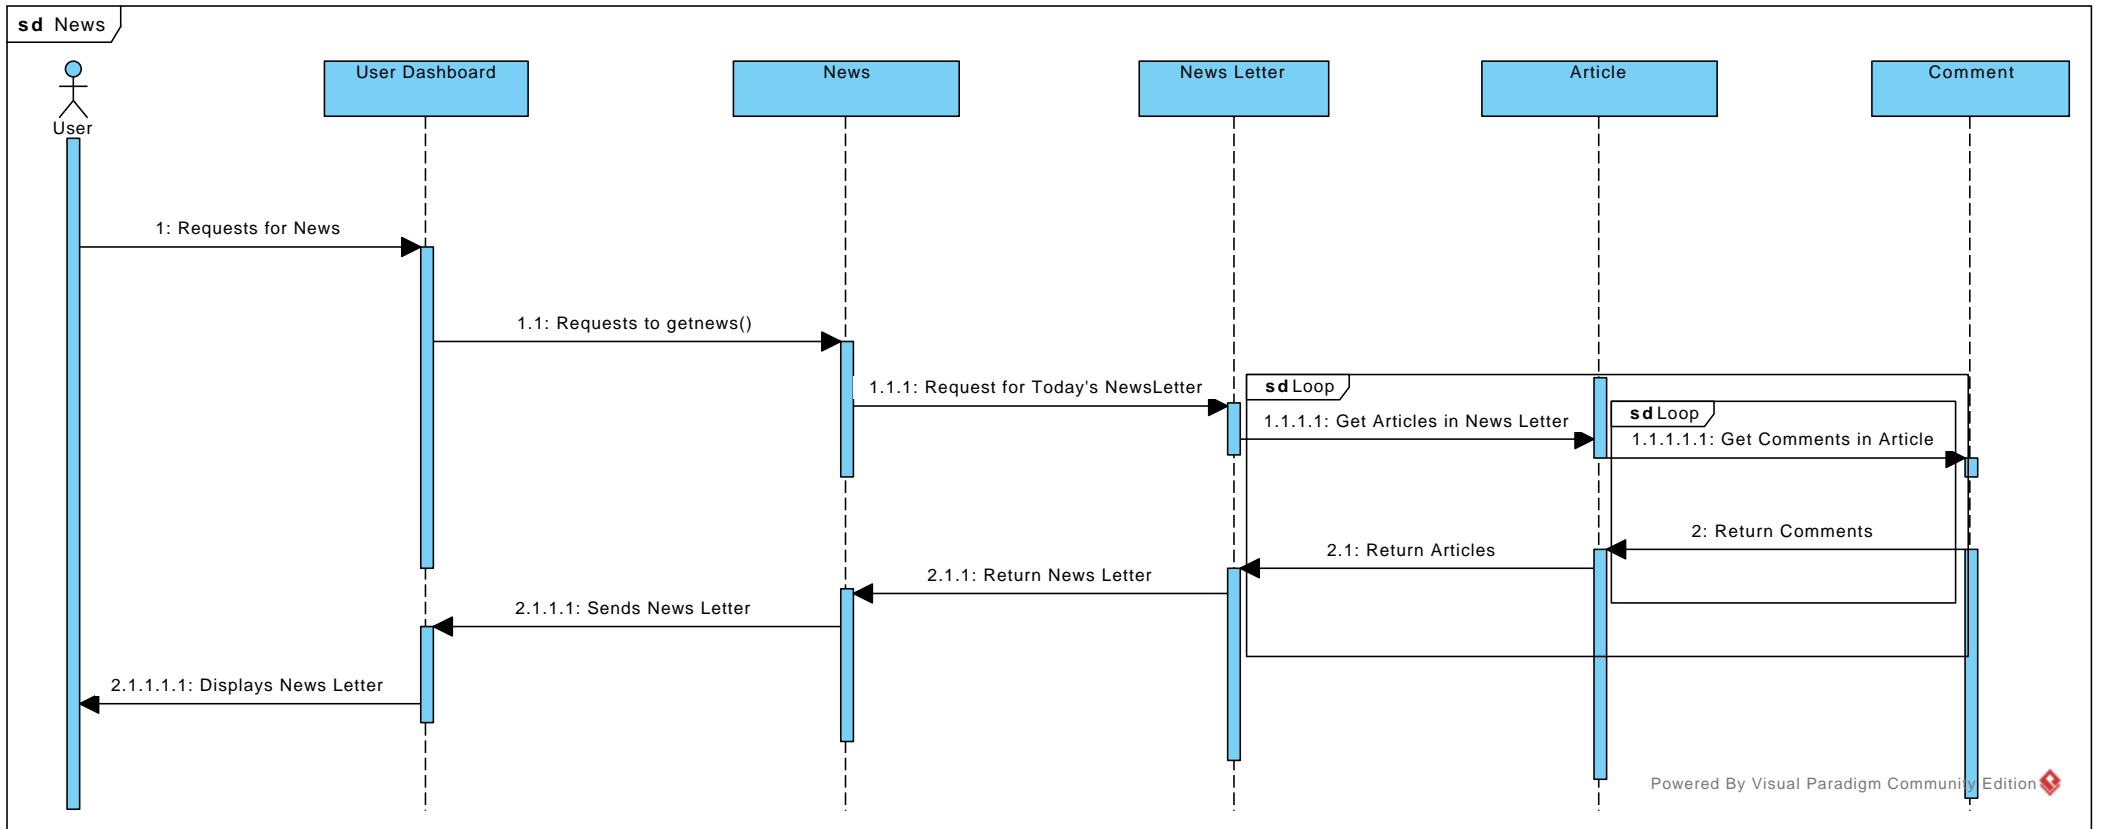 sd News
User
User Dashboard
News
News Letter
Article
Comment
1: Requests for News
1.1: Requests to getnews()
1.1.1: Request for Today's NewsLetter
sd Loop
1.1.1.1: Get Articles in News Letter
sd Loop
1.1.1.1.1: Get Comments in Article
2: Return Comments
2.1: Return Articles
2.1.1: Return News Letter
2.1.1.1: Sends News Letter
2.1.1.1.1: Displays News Letter
Powered By Visual Paradigm Community Edition